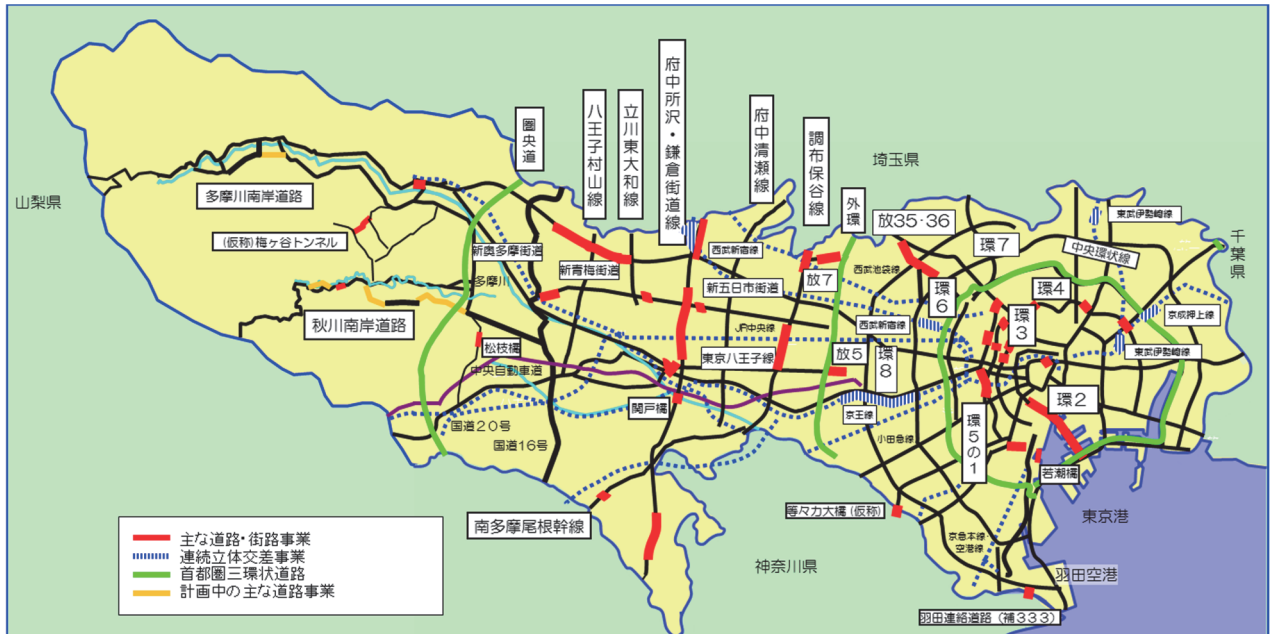 圏央道
八王子村山線
立川東大和線
府中所沢・鎌倉街道線
府中清瀬線
調布保谷線
外環
埼玉県
山梨県
千葉県
多摩川南岸道路
(仮称)梅ヶ谷トンネル
新奥多摩街道
新青梅街道
西武新宿線
放7
放35・36
西武池袋線
環7
中央環状線
東武伊勢崎線
多摩川
新五日市街道
環6
環4
環3
京成押上線
秋川南岸道路
松枝橋
中央自動車道
JR中央線
東京八王子線
西武新宿線
放5
環8
東武伊勢崎線
関戸橋
京王線
環2
国道20号
国道16号
小田急線
環5の1
若潮橋
南多摩尾根幹線
等々力大橋(仮称)
東京港
京急本線・
空港線
神奈川県
羽田空港
羽田連絡道路(補333)
主な道路・街路事業
連続立体交差事業
首都圏三環状道路
計画中の主な道路事業